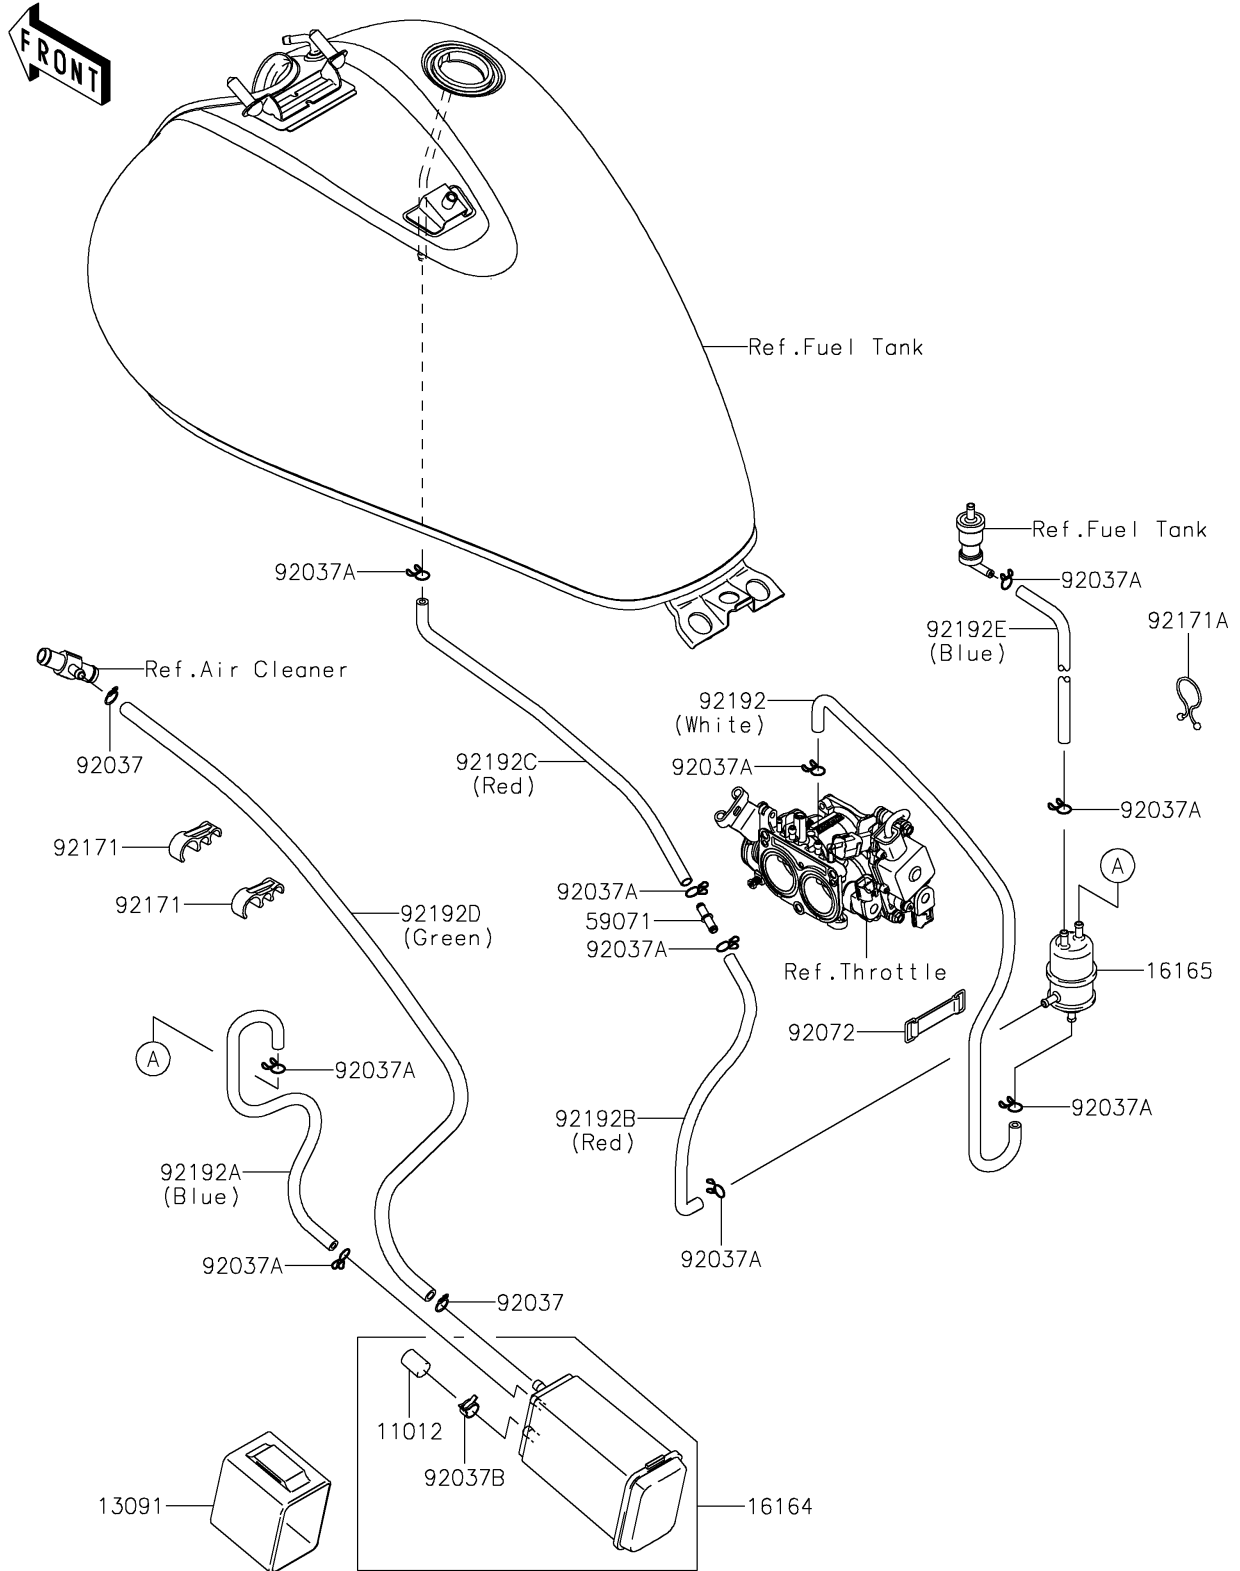 FRONT
Ref.Fuel Tank
Ref.Fuel Tank
92037A
92037A
92192E
(Blue)
92171A
Ref.Air Cleaner
92192
(White)
92037
92192C
(Red)
92037A
92037A
92171
A
92171
92037A
92192D
(Green)
59071
92037A
Ref.Throttle
16165
92072
A
92037A
92037A
92192B
(Red)
92192A
(Blue)
92037A
92037A
92037
11012
92037B
13091
16164